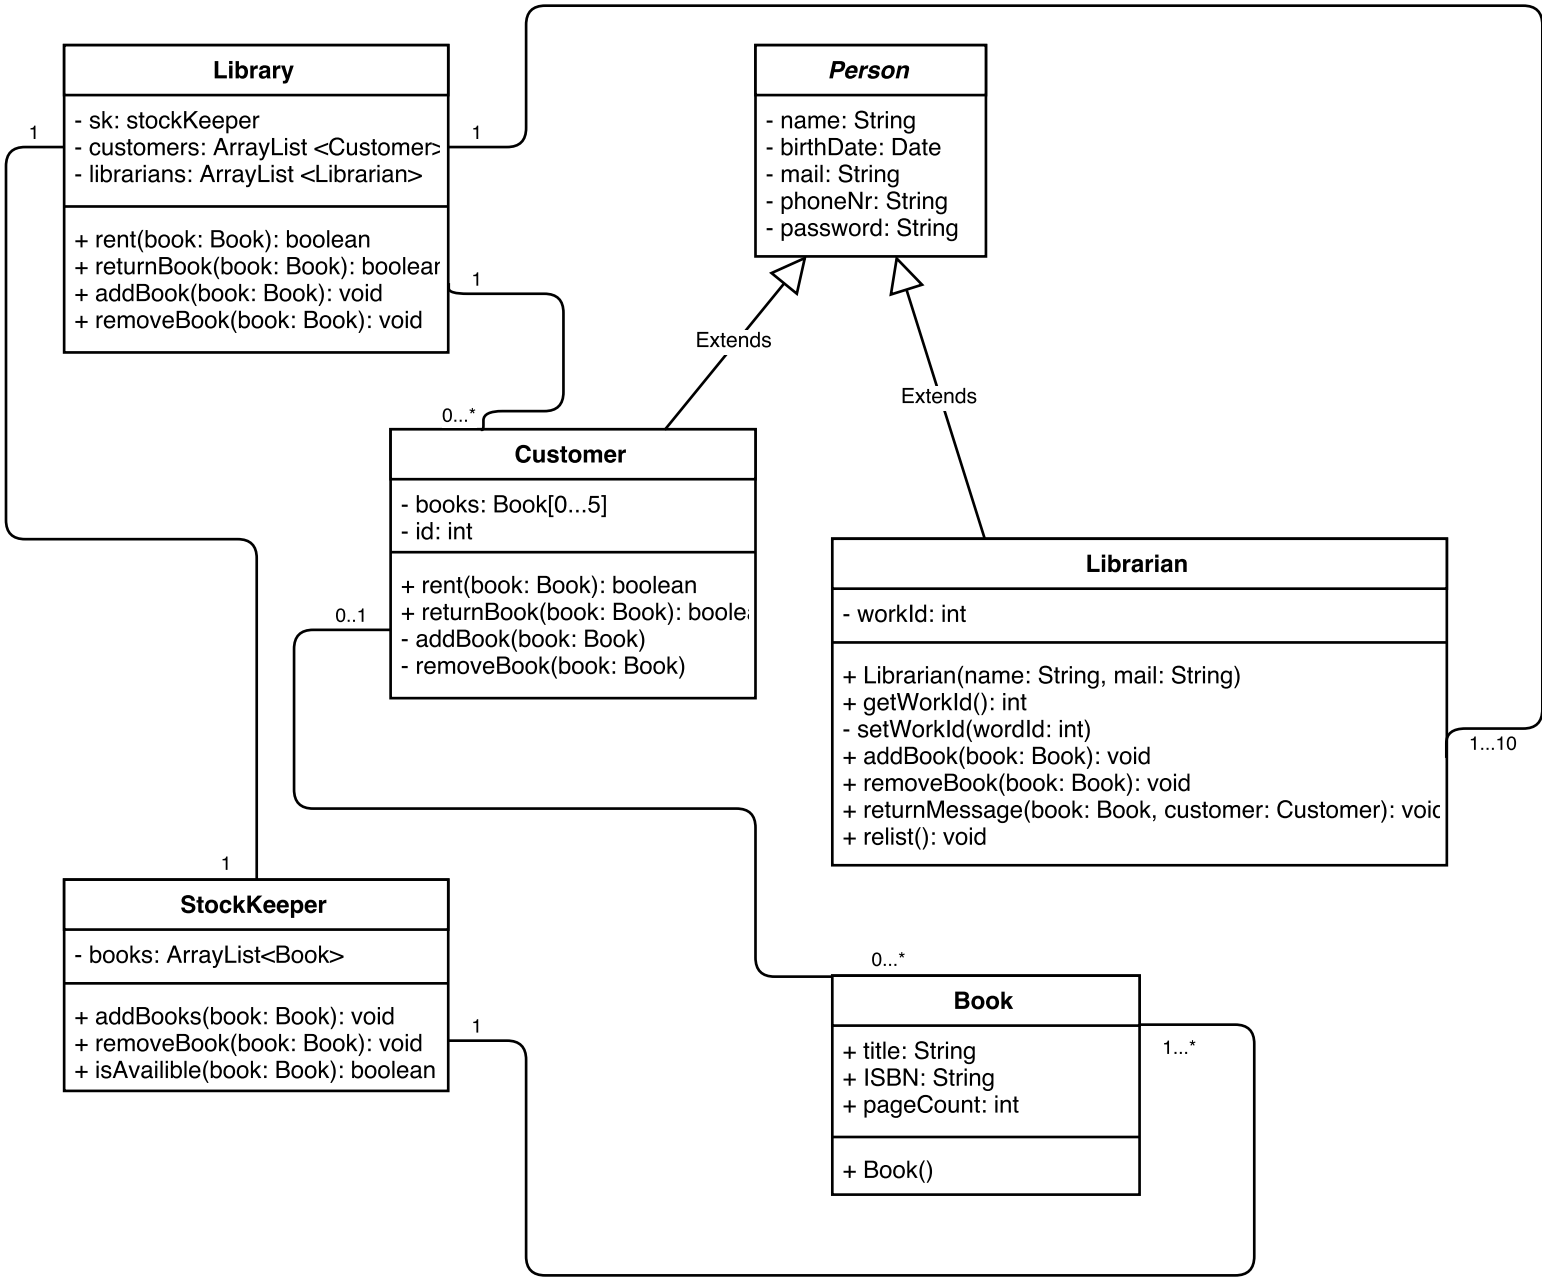 Library
- sk: stockKeeper
- customers: ArrayList <Customer>
- librarians: ArrayList <Librarian>
+ rent(book: Book): boolean
+ returnBook(book: Book): boolean
+ addBook(book: Book): void
+ removeBook(book: Book): void
1
1
1
Person
- name: String
- birthDate: Date
- mail: String
- phoneNr: String
- password: String
Extends
Extends
0...*
Customer
- books: Book[0...5]
- id: int
+ rent(book: Book): boolean
+ returnBook(book: Book): boolea
- addBook(book: Book)
- removeBook(book: Book)
0..1
Librarian
- workId: int
+ Librarian(name: String, mail: String)
+ getWorkId(): int
- setWorkId(wordId: int)
+ addBook(book: Book): void
+ removeBook(book: Book): void
+ returnMessage(book: Book, customer: Customer): void
+ relist(): void
1...10
1
StockKeeper
- books: ArrayList<Book>
+ addBooks(book: Book): void
+ removeBook(book: Book): void
+ isAvailible(book: Book): boolean
1
0...*
Book
+ title: String
+ ISBN: String
+ pageCount: int
+ Book()
1...*